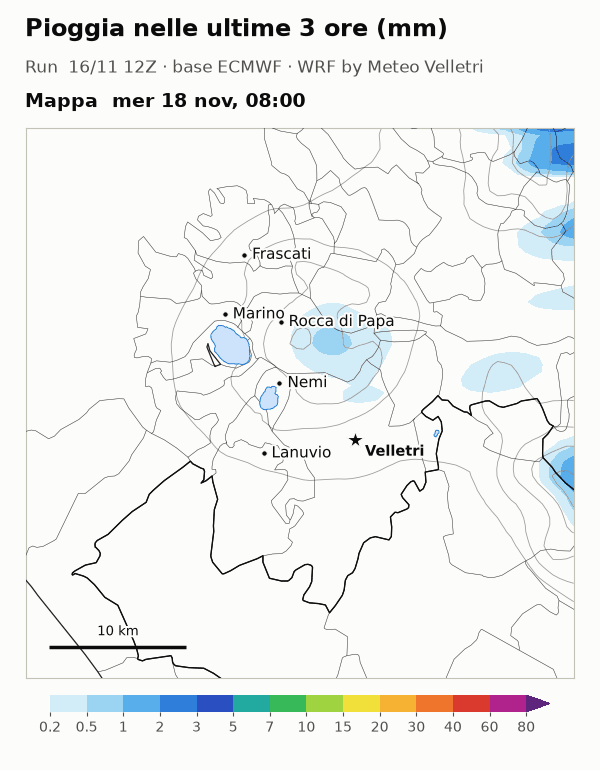 Pioggia nelle ultime 3 ore (mm)
Run  16/11 12Z · base ECMWF · WRF by Meteo Velletri
Mappa  mer 18 nov, 08:00
Frascati
Marino
Rocca di Papa
Nemi
Velletri
Lanuvio
10 km
0.2 0.5 1 2 3 5 7 10 15 20 30 40 60 80